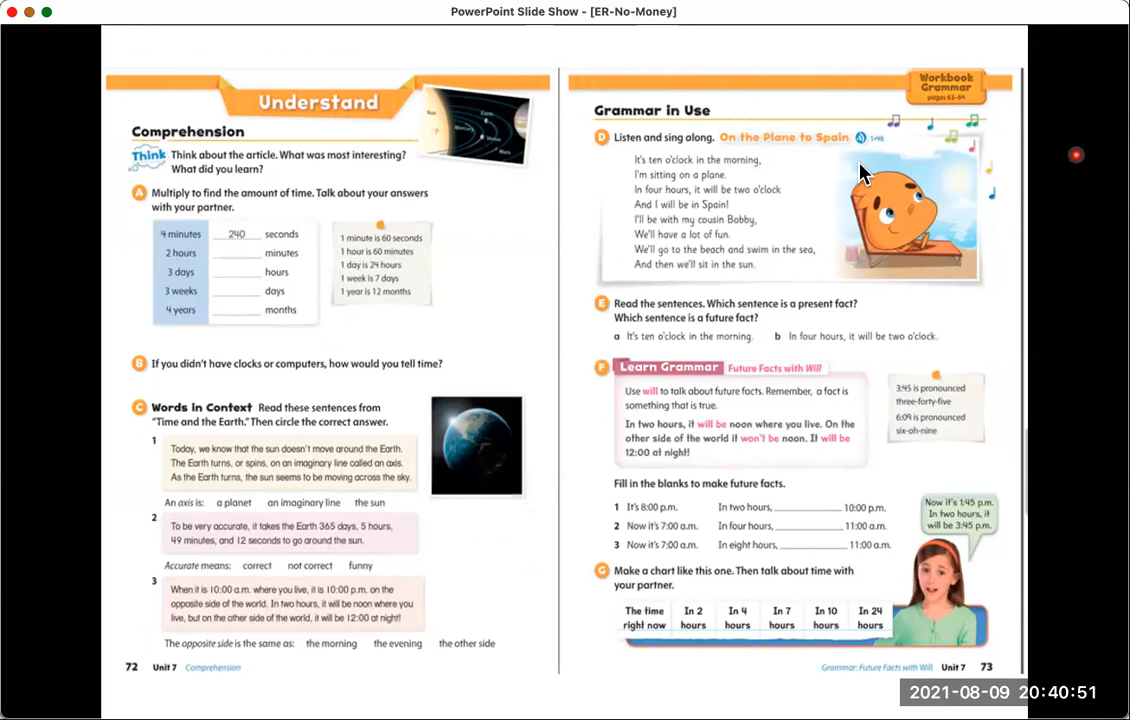 PowerPoint Slide Show - [ER-No-Money]
Understand
Comprehension
Think Think about the article. What was most interesting?
What did you learn?
A Multiply to find the amount of time. Talk about your answers
with your partner.
4 minutes 240 seconds
2 hours ______ minutes
3 days ______ hours
3 weeks ______ days
4 years ______ months
1 minute is 60 seconds
1 hour is 60 minutes
1 day is 24 hours
1 week is 7 days
1 year is 12 months
Sun
Earth
Mercury
Venus
Mars
B If you didn't have clocks or computers, how would you tell time?
C Words in Context Read these sentences from
"Time and the Earth." Then circle the correct answer.
1 Today, we know that the sun doesn't move around the Earth.
The Earth turns, or spins, on an imaginary line called an axis.
As the Earth turns, the sun seems to be moving across the sky.
An axis is: a planet an imaginary line the sun
2 To be very accurate, it takes the Earth 365 days, 5 hours,
49 minutes, and 12 seconds to go around the sun.
Accurate means: correct not correct funny
3 When it is 10:00 a.m. where you live, it is 10:00 p.m. on the
opposite side of the world. In two hours, it will be noon where you
live, but on the other side of the world, it will be 12:00 at night!
The opposite side is the same as: the morning the evening the other side
72 Unit 7 Comprehension
Workbook
Grammar
pages 63-64
Grammar in Use
D Listen and sing along. On the Plane to Spain 1-48
It's ten o'clock in the morning,
I'm sitting on a plane.
In four hours, it will be two o'clock
And I will be in Spain!
I'll be with my cousin Bobby,
We'll have a lot of fun.
We'll go to the beach and swim in the sea,
And then we'll sit in the sun.
E Read the sentences. Which sentence is a present fact?
Which sentence is a future fact?
a It's ten o'clock in the morning. b In four hours, it will be two o'clock.
F Learn Grammar Future Facts with Will
Use will to talk about future facts. Remember, a fact is
something that is true.
In two hours, it will be noon where you live. On the
other side of the world it won't be noon. It will be
12:00 at night!
3:45 is pronounced
three-forty-five
6:09 is pronounced
six-oh-nine
Fill in the blanks to make future facts.
1 It's 8:00 p.m. In two hours, ______ 10:00 p.m.
2 Now it's 7:00 a.m. In four hours, ______ 11:00 a.m.
3 Now it's 7:00 a.m. In eight hours, ______ 11:00 a.m.
Now it's 1:45 p.m.
In two hours, it
will be 3:45 p.m.
G Make a chart like this one. Then talk about time with
your partner.
The time right now In 2 hours In 4 hours In 7 hours In 10 hours In 24 hours
Grammar: Future Facts with Will Unit 7 73
2021-08-09 20:40:51